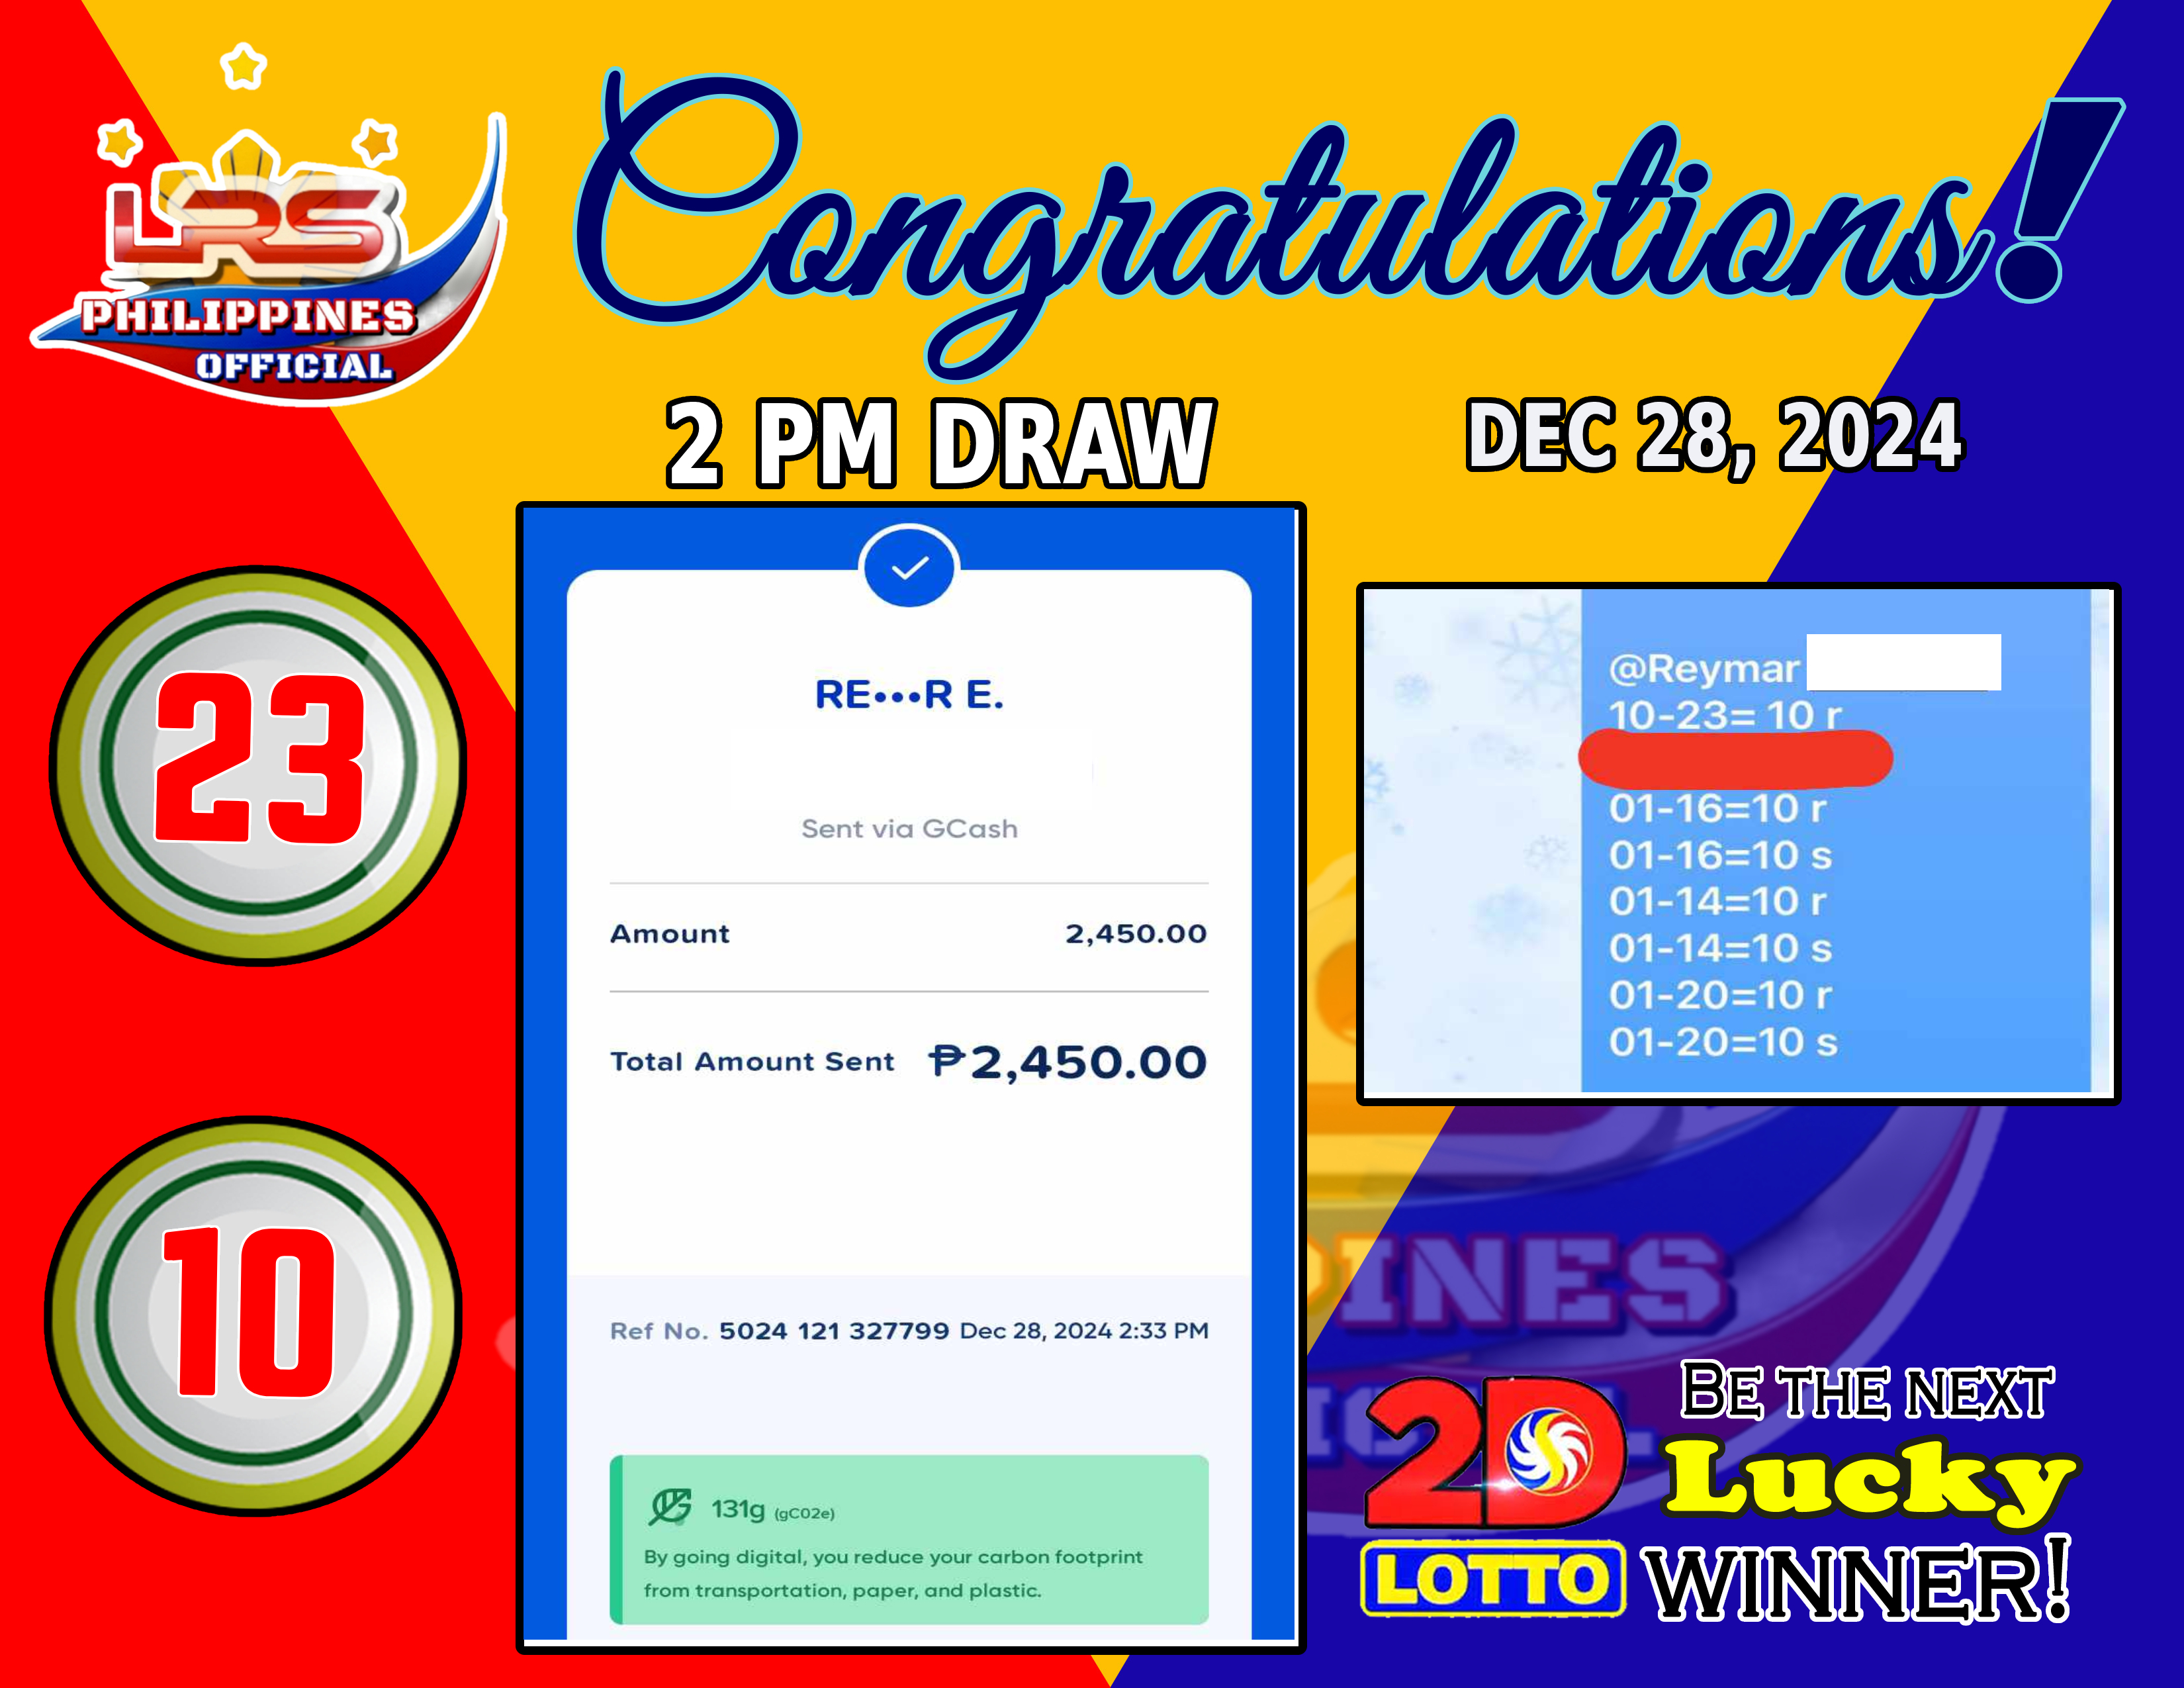 LRS
PHILIPPINES
OFFICIAL
Congratulations!
2 PM DRAW
DEC 28, 2024
23
10
RE•••R E.
Sent via GCash
Amount 2,450.00
Total Amount Sent ₱2,450.00
Ref No. 5024 121 327799 Dec 28, 2024 2:33 PM
131g (gCO2e)
By going digital, you reduce your carbon footprint
from transportation, paper, and plastic.
@Reymar
10-23= 10 r
01-16=10 r
01-16=10 s
01-14=10 r
01-14=10 s
01-20=10 r
01-20=10 s
PINES
2D
LOTTO
BE THE NEXT
Lucky
WINNER!